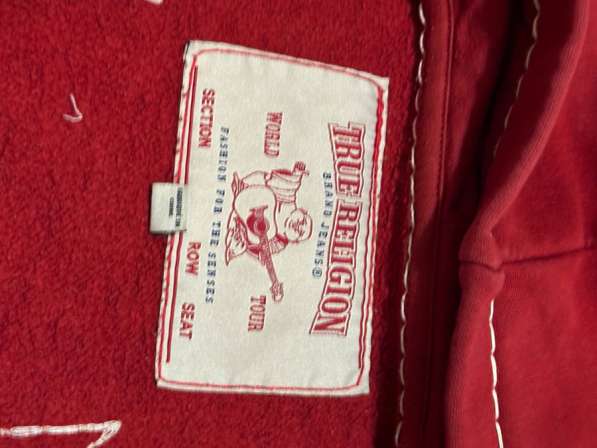 TRUE RELIGION
BRAND JEANS®
WORLD TOUR
FASHION FOR THE SENSES
SECTION ROW SEAT